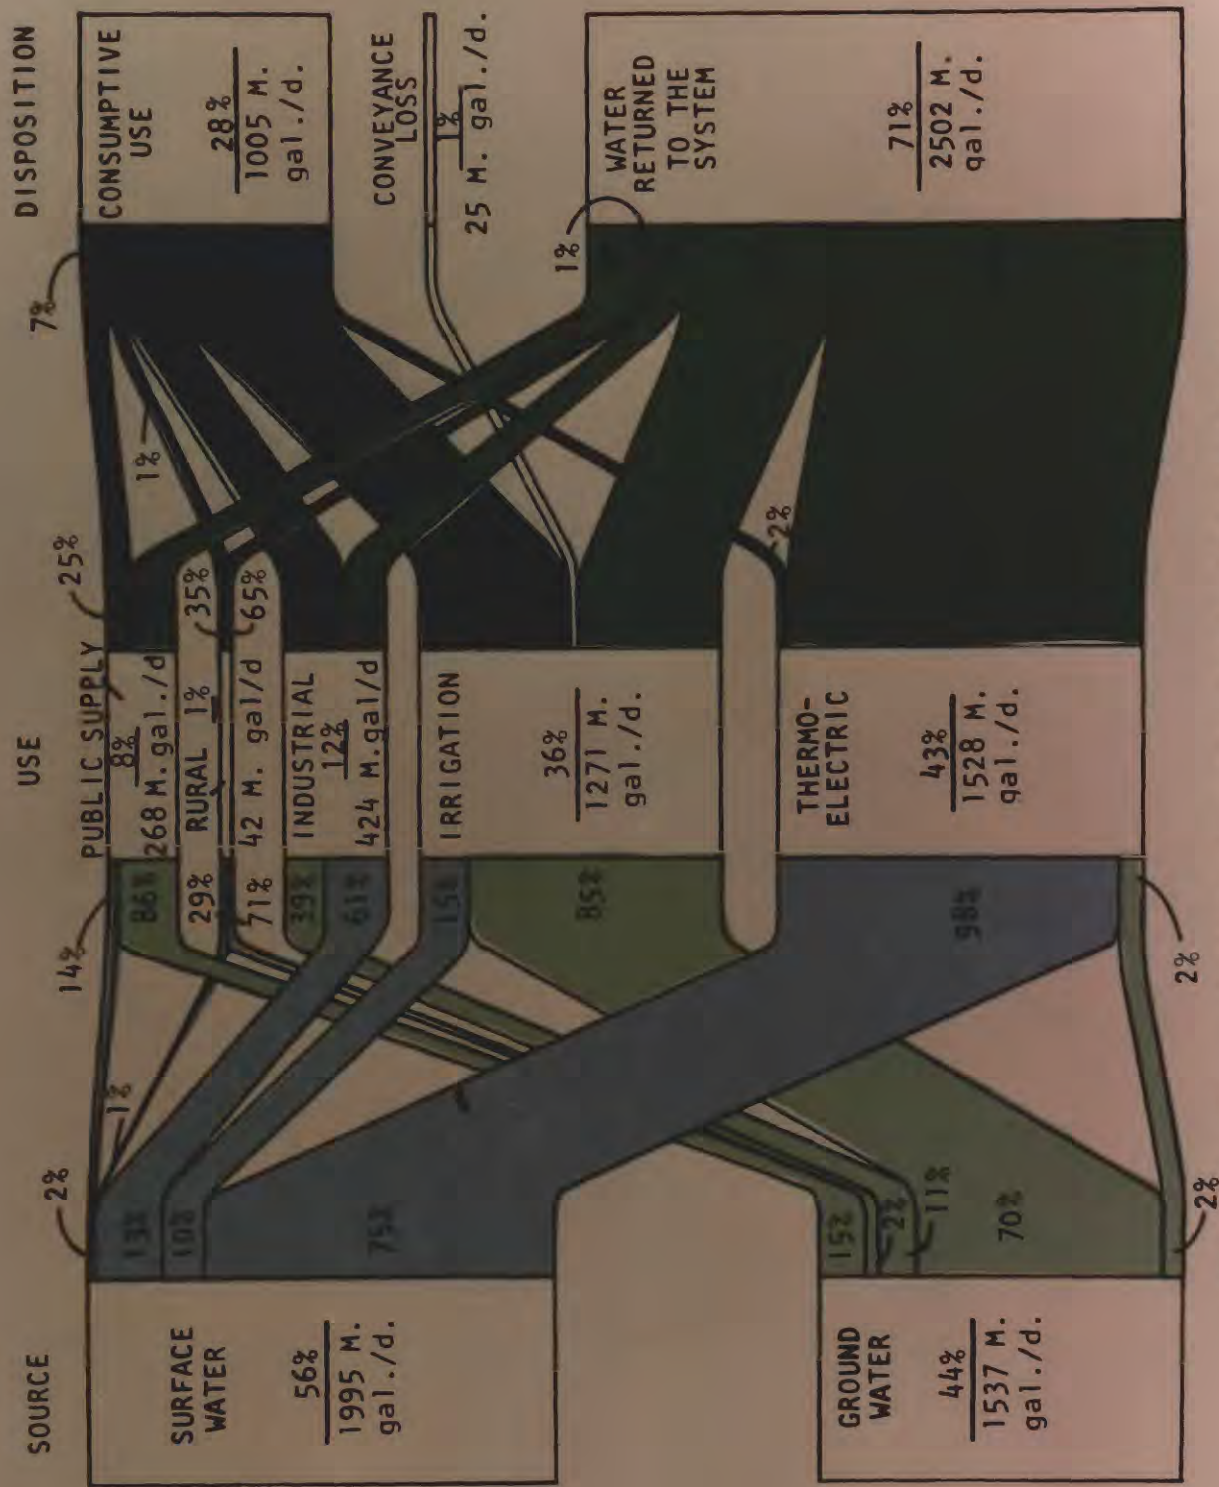 SOURCE
USE
DISPOSITION
SURFACE
WATER
56%
1995 M.
gal./d.
GROUND
WATER
44%
1537 M.
gal./d.
2%
1%
13%
10%
75%
15%
2%
11%
70%
2%
14%
86%
29%
71%
39%
61%
15%
85%
98%
2%
PUBLIC SUPPLY
8%
268 M. gal./d
RURAL 1%
42 M. gal/d
INDUSTRIAL
12%
424 M.gal/d
IRRIGATION
36%
1271 M.
gal./d.
THERMO-
ELECTRIC
43%
1528 M.
gal./d.
25%
35%
65%
2%
7%
1%
1%
CONSUMPTIVE
USE
28%
1005 M.
gal./d.
CONVEYANCE
LOSS
1%
25 M. gal./d.
WATER
RETURNED
TO THE
SYSTEM
71%
2502 M.
gal./d.